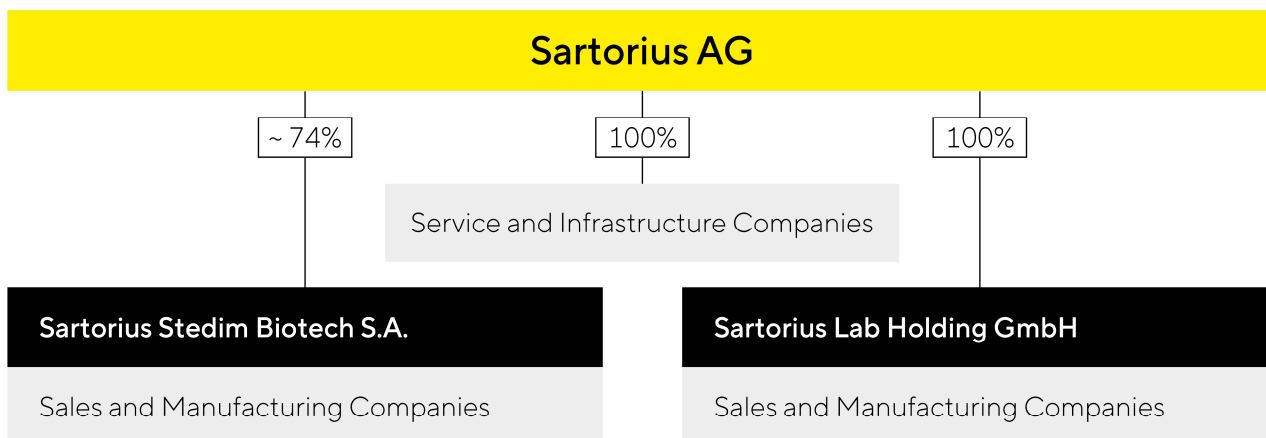 Sartorius AG
~ 74%
100%
100%
Service and Infrastructure Companies
Sartorius Stedim Biotech S.A.
Sartorius Lab Holding GmbH
Sales and Manufacturing Companies
Sales and Manufacturing Companies